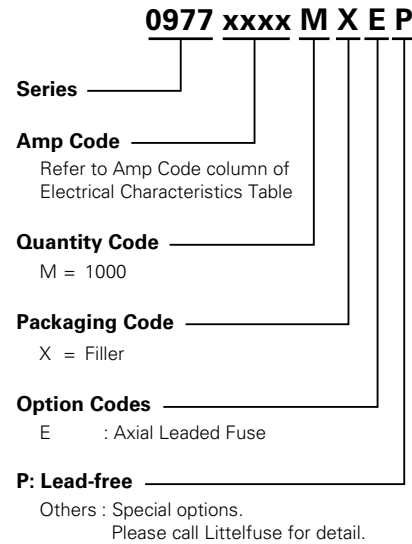 0977 xxxx M X E P
Series
Amp Code
Refer to Amp Code column of
Electrical Characteristics Table
Quantity Code
M = 1000
Packaging Code
X = Filler
Option Codes
E : Axial Leaded Fuse
P: Lead-free
Others : Special options.
Please call Littelfuse for detail.